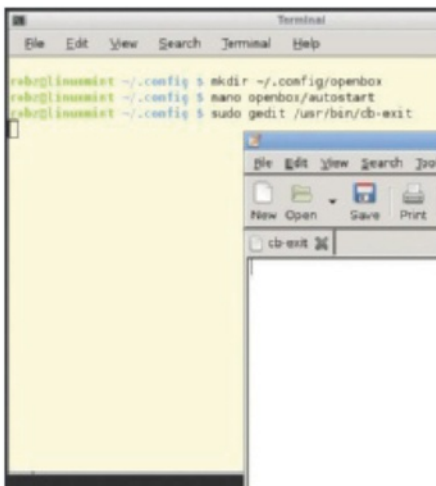 Terminal
File Edit View Search Terminal Help
robz@linuxmint ~/.config $ mkdir ~/.config/openbox
robz@linuxmint ~/.config $ nano openbox/autostart
robz@linuxmint ~/.config $ sudo gedit /usr/bin/cb-exit
File Edit View Search Too
New Open Save Print
cb-exit